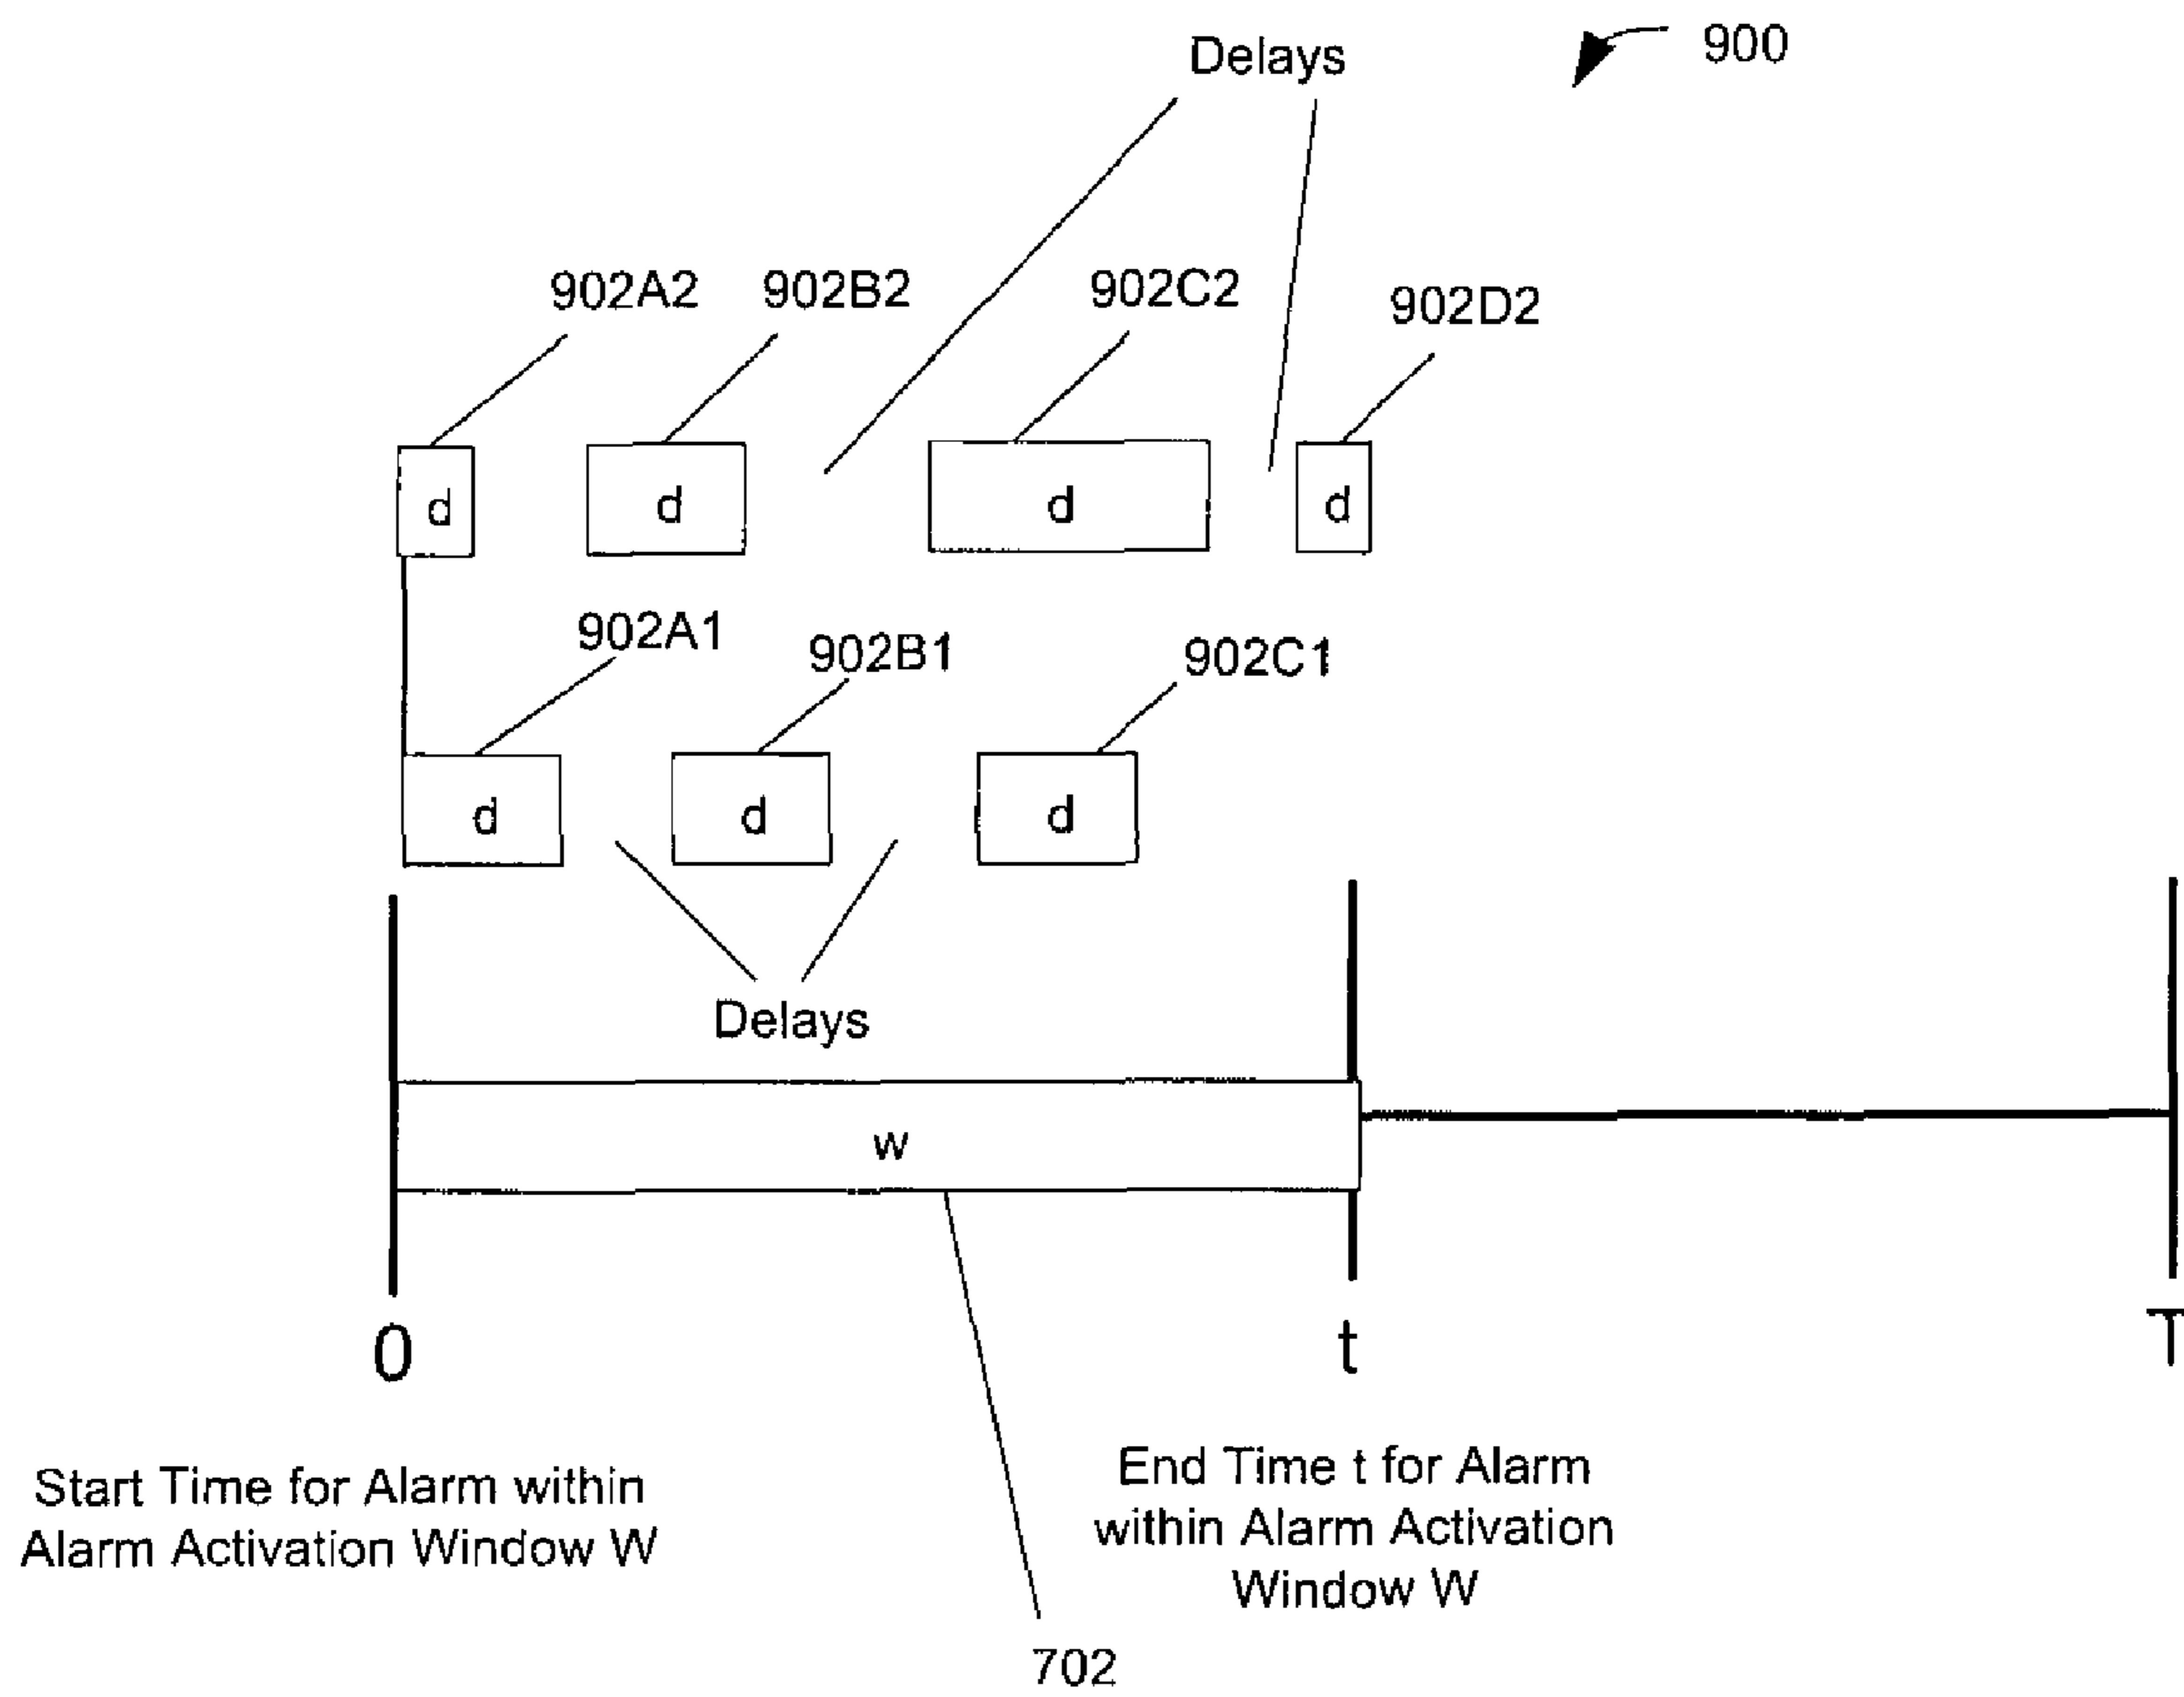 Delays
900
902A2
902B2
902C2
902D2
d
d
d
d
902A1
902B1
902C1
d
d
d
Delays
w
0
t
T
Start Time for Alarm within
Alarm Activation Window W
End Time t for Alarm
within Alarm Activation
Window W
702